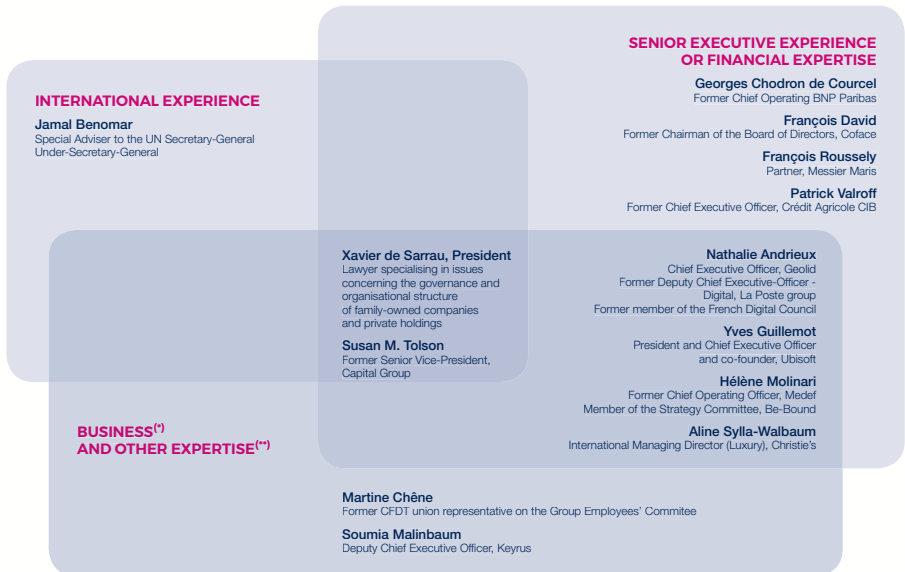 SENIOR EXECUTIVE EXPERIENCE
OR FINANCIAL EXPERTISE
Georges Chodron de Courcel
Former Chief Operating BNP Paribas
François David
Former Chairman of the Board of Directors, Coface
François Roussely
Partner, Messier Maris
Patrick Valroff
Former Chief Executive Officer, Crédit Agricole CIB
INTERNATIONAL EXPERIENCE
Jamal Benomar
Special Adviser to the UN Secretary-General
Under-Secretary-General
Xavier de Sarrau, President
Lawyer specialising in issues
concerning the governance and
organisational structure
of family-owned companies
and private holdings
Susan M. Tolson
Former Senior Vice-President,
Capital Group
Nathalie Andrieux
Chief Executive Officer, Geolid
Former Deputy Chief Executive-Officer -
Digital, La Poste group
Former member of the French Digital Council
Yves Guillemot
President and Chief Executive Officer
and co-founder, Ubisoft
Hélène Molinari
Former Chief Operating Officer, Medef
Member of the Strategy Committee, Be-Bound
Aline Sylla-Walbaum
International Managing Director (Luxury), Christie's
BUSINESS(*)
AND OTHER EXPERTISE(**)
Martine Chêne
Former CFDT union representative on the Group Employees' Commitee
Soumia Malinbaum
Deputy Chief Executive Officer, Keyrus